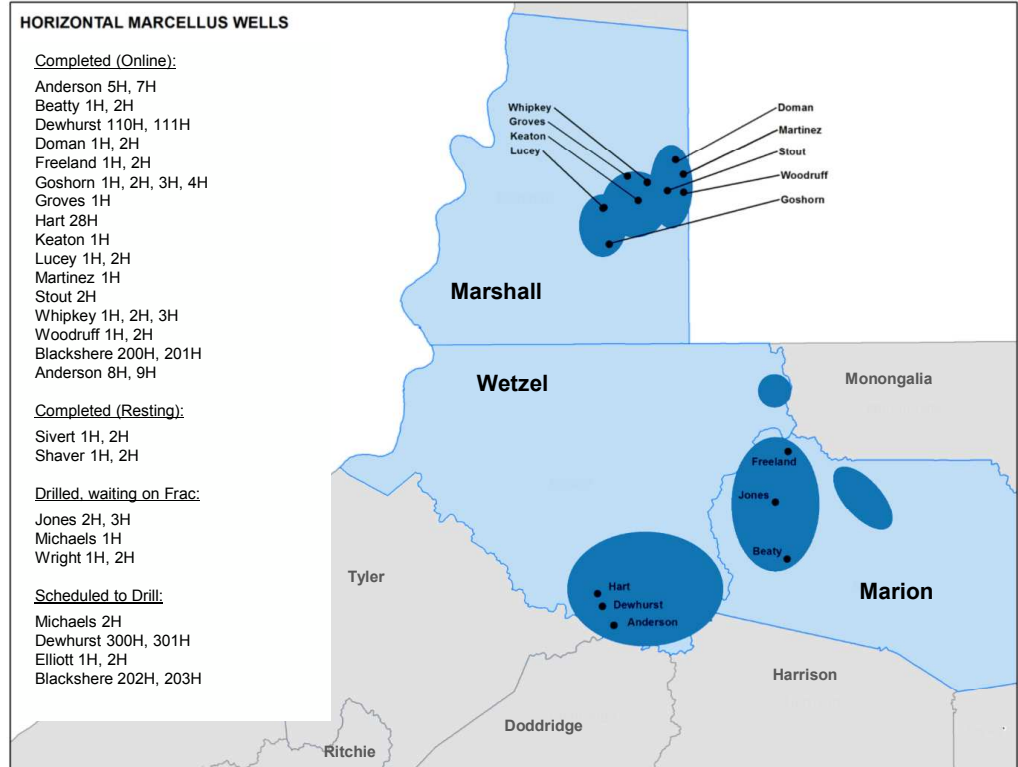 HORIZONTAL MARCELLUS WELLS
Completed (Online):
Anderson 5H, 7H
Beatty 1H, 2H
Dewhurst 110H, 111H
Doman 1H, 2H
Freeland 1H, 2H
Goshorn 1H, 2H, 3H, 4H
Groves 1H
Hart 28H
Keaton 1H
Lucey 1H, 2H
Martinez 1H
Stout 2H
Whipkey 1H, 2H, 3H
Woodruff 1H, 2H
Blackshere 200H, 201H
Anderson 8H, 9H
Completed (Resting):
Sivert 1H, 2H
Shaver 1H, 2H
Drilled, waiting on Frac:
Jones 2H, 3H
Michaels 1H
Wright 1H, 2H
Scheduled to Drill:
Michaels 2H
Dewhurst 300H, 301H
Elliott 1H, 2H
Blackshere 202H, 203H
Whipkey
Groves
Keaton
Lucey
Doman
Martinez
Stout
Woodruff
Goshorn
Marshall
Wetzel
Monongalia
Freeland
Jones
Beaty
Marion
Hart
Dewhurst
Anderson
Tyler
Harrison
Doddridge
Ritchie